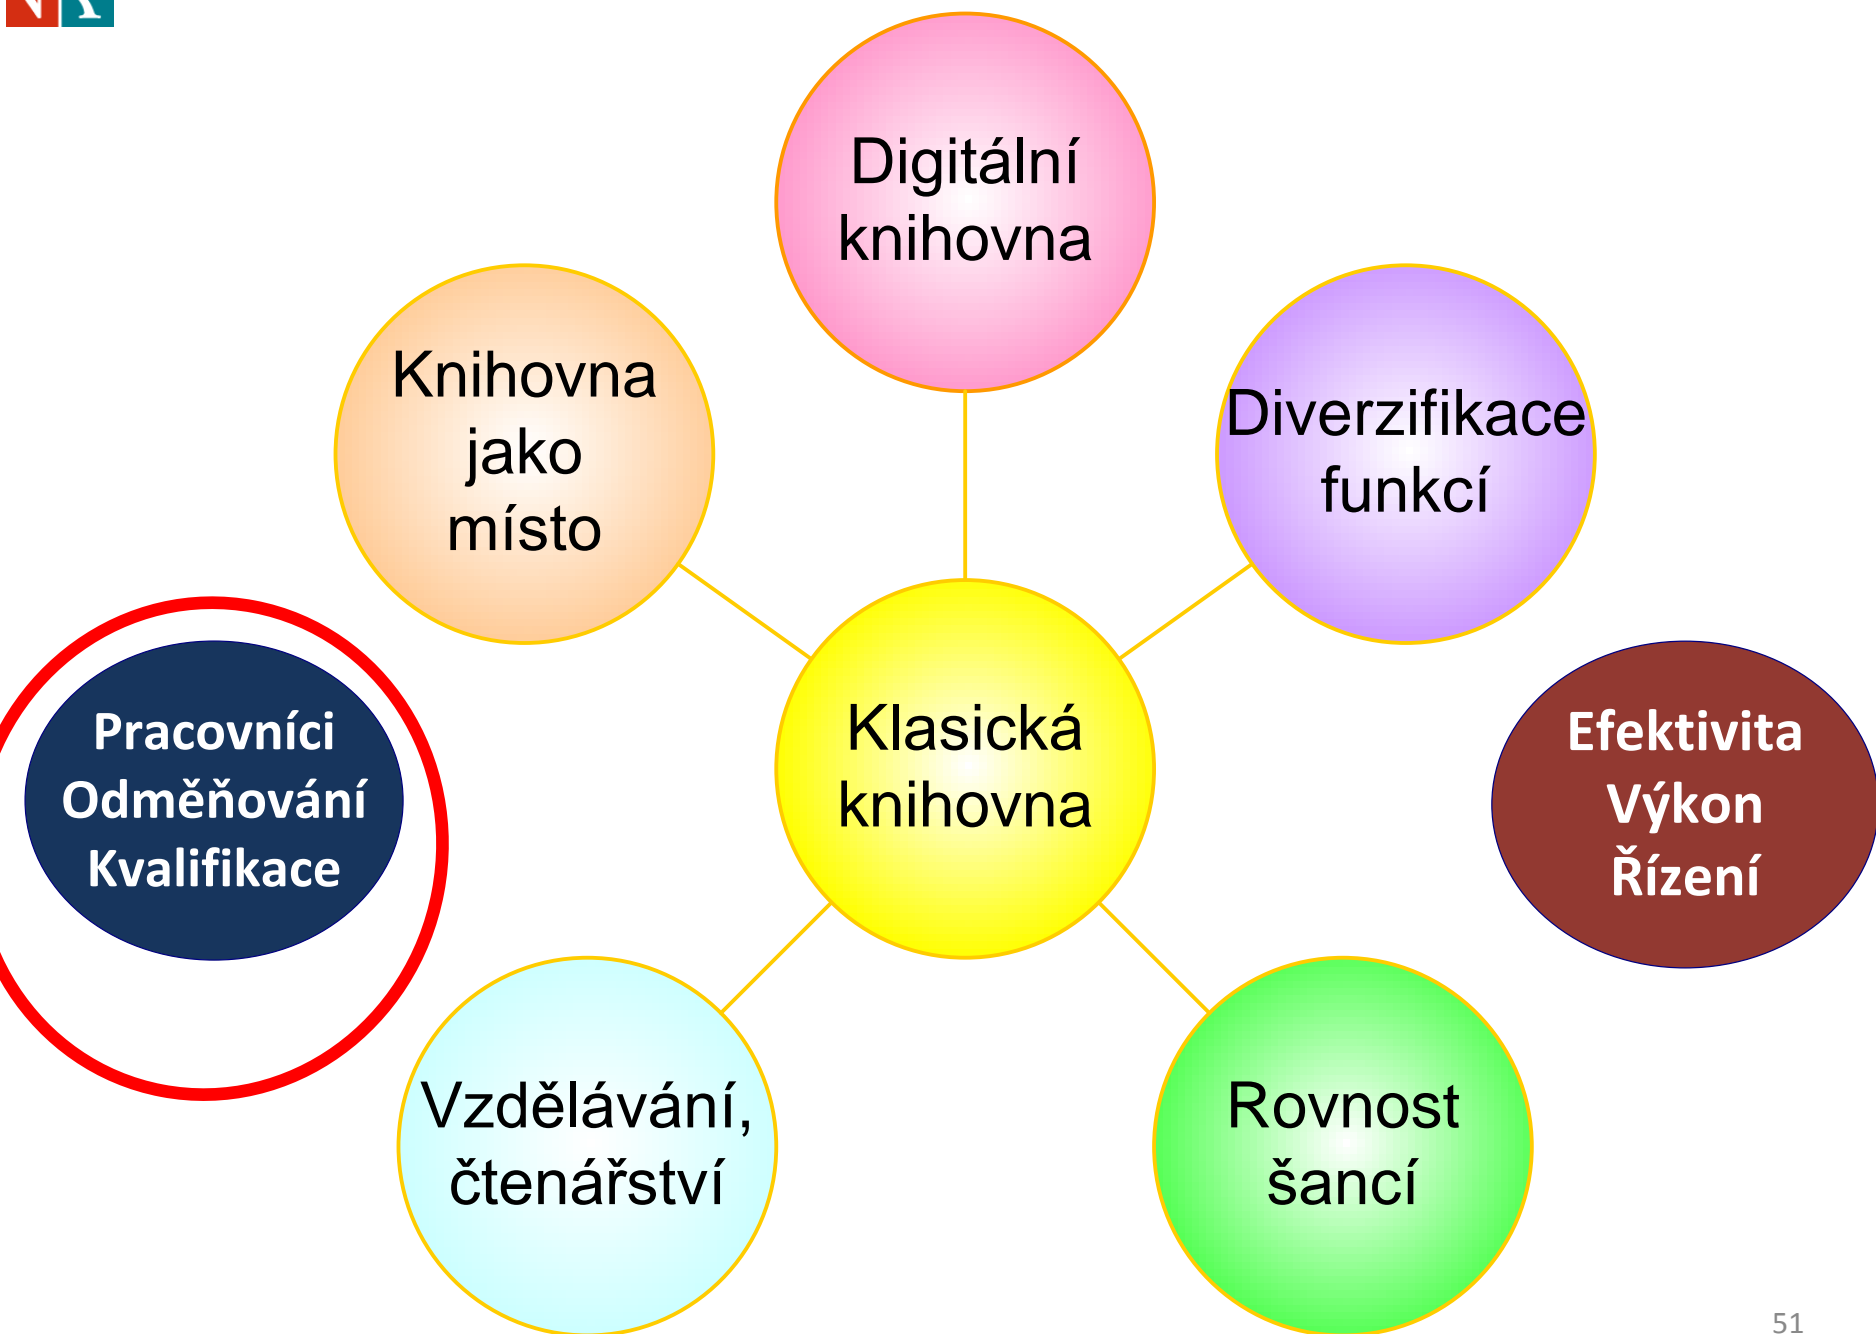 Digitální
knihovna
Knihovna
jako
místo
Diverzifikace
funkcí
Pracovníci
Odměňování
Kvalifikace
Klasická
knihovna
Efektivita
Výkon
Řízení
Vzdělávání,
čtenářství
Rovnost
šancí
51